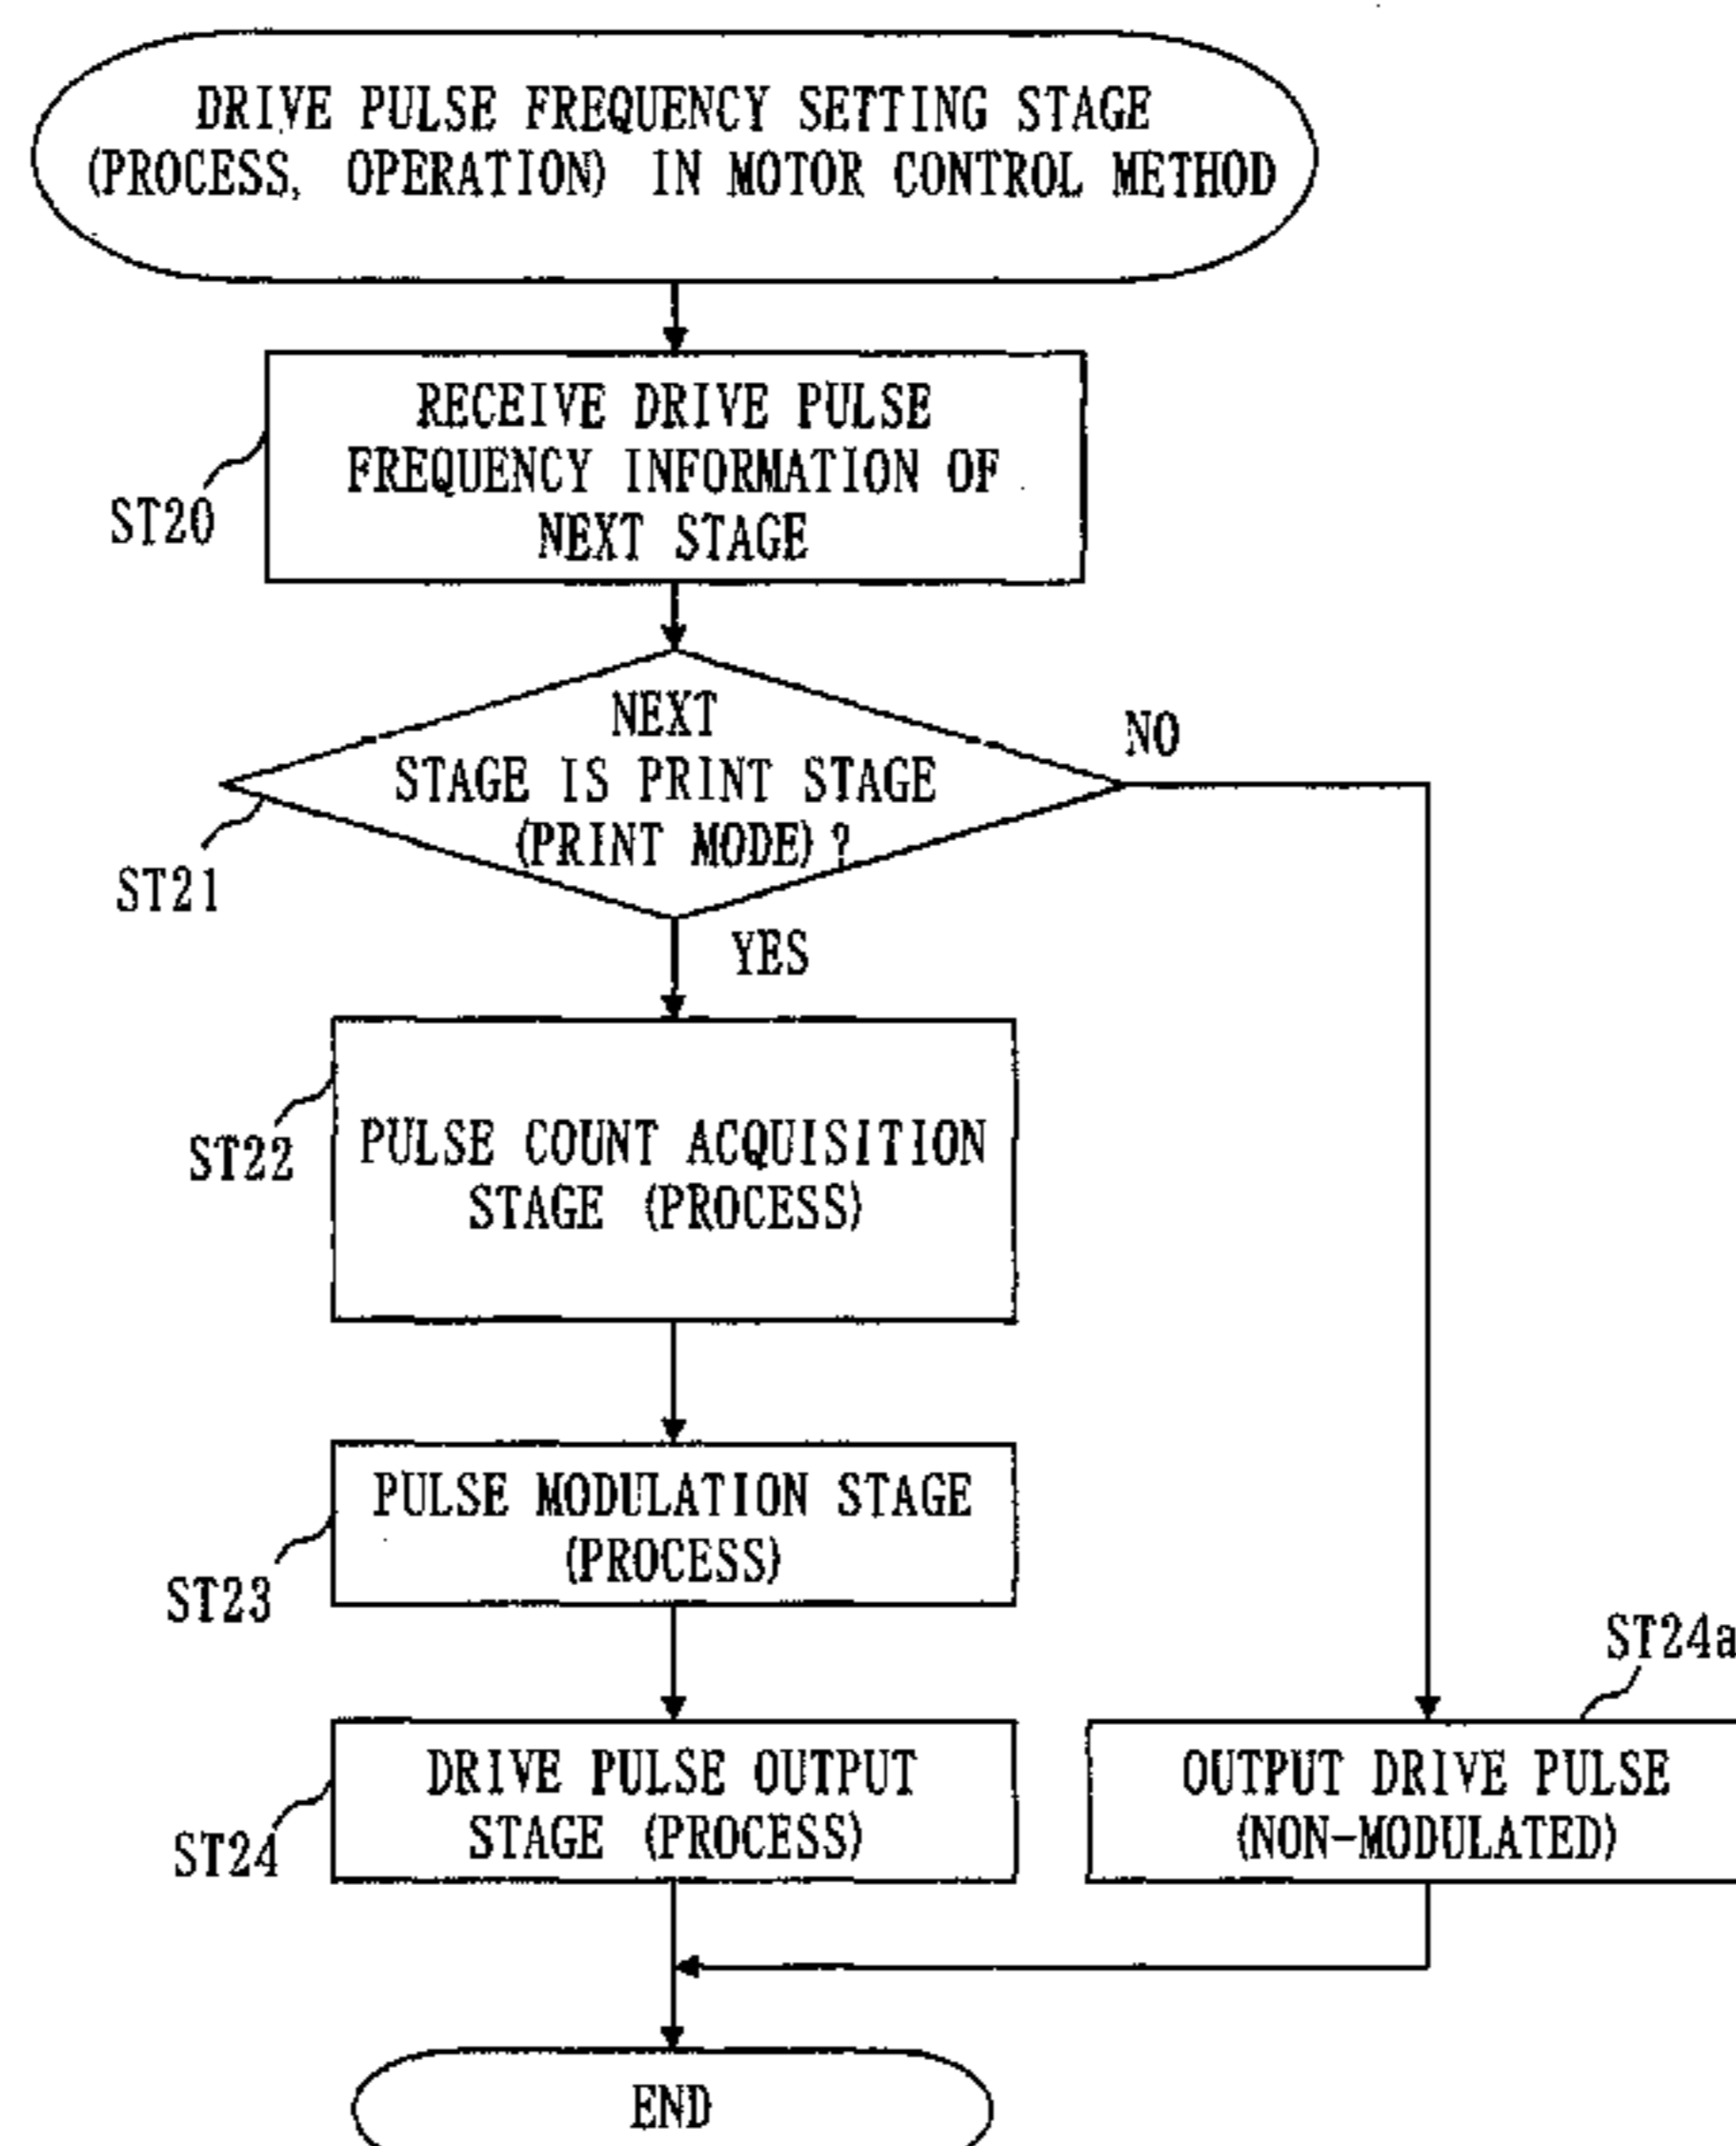 DRIVE PULSE FREQUENCY SETTING STAGE
(PROCESS, OPERATION) IN MOTOR CONTROL METHOD
RECEIVE DRIVE PULSE
FREQUENCY INFORMATION OF
NEXT STAGE
ST20
NEXT
STAGE IS PRINT STAGE
(PRINT MODE)?
NO
ST21
YES
PULSE COUNT ACQUISITION
STAGE (PROCESS)
ST22
PULSE MODULATION STAGE
(PROCESS)
ST23
ST24a
DRIVE PULSE OUTPUT
STAGE (PROCESS)
ST24
OUTPUT DRIVE PULSE
(NON-MODULATED)
END